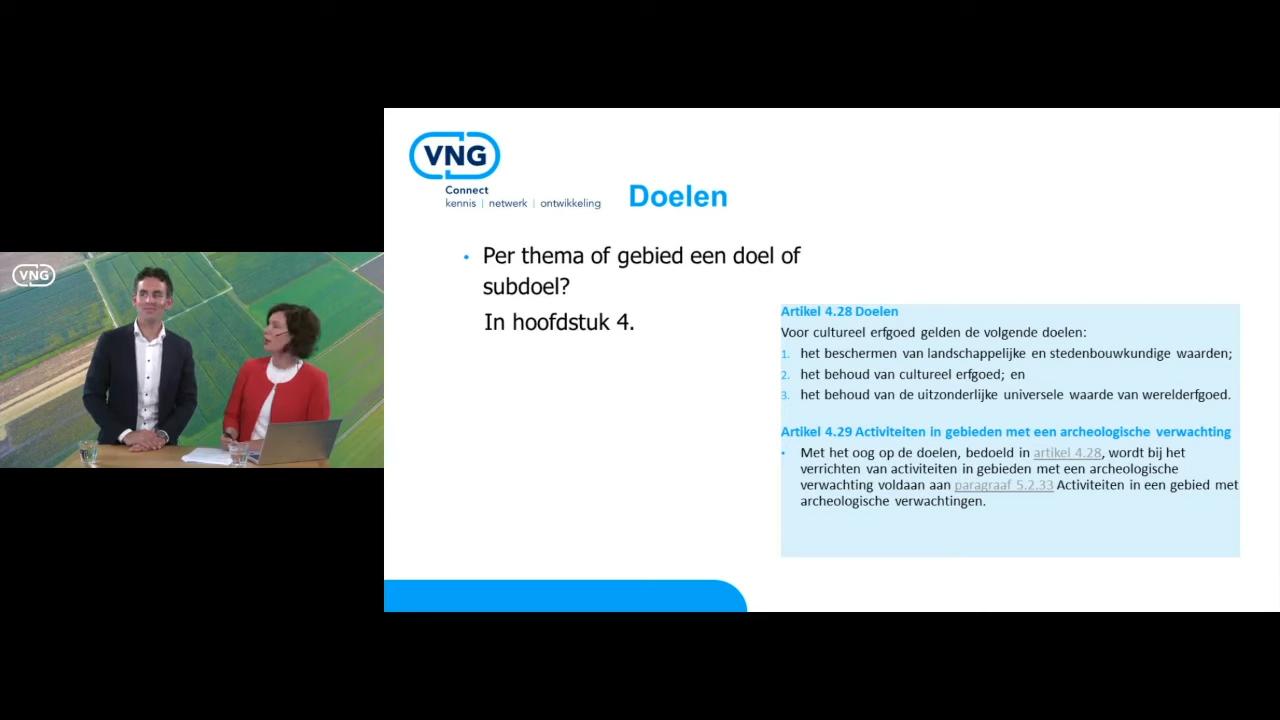 VNG
Connect
kennis | netwerk | ontwikkeling
Doelen
• Per thema of gebied een doel of
subdoel?
In hoofdstuk 4.
Artikel 4.28 Doelen
Voor cultureel erfgoed gelden de volgende doelen:
1. het beschermen van landschappelijke en stedenbouwkundige waarden;
2. het behoud van cultureel erfgoed; en
3. het behoud van de uitzonderlijke universele waarde van werelderfgoed.
Artikel 4.29 Activiteiten in gebieden met een archeologische verwachting
• Met het oog op de doelen, bedoeld in artikel 4.28, wordt bij het
verrichten van activiteiten in gebieden met een archeologische
verwachting voldaan aan paragraaf 5.2.33 Activiteiten in een gebied met
archeologische verwachtingen.
VNG